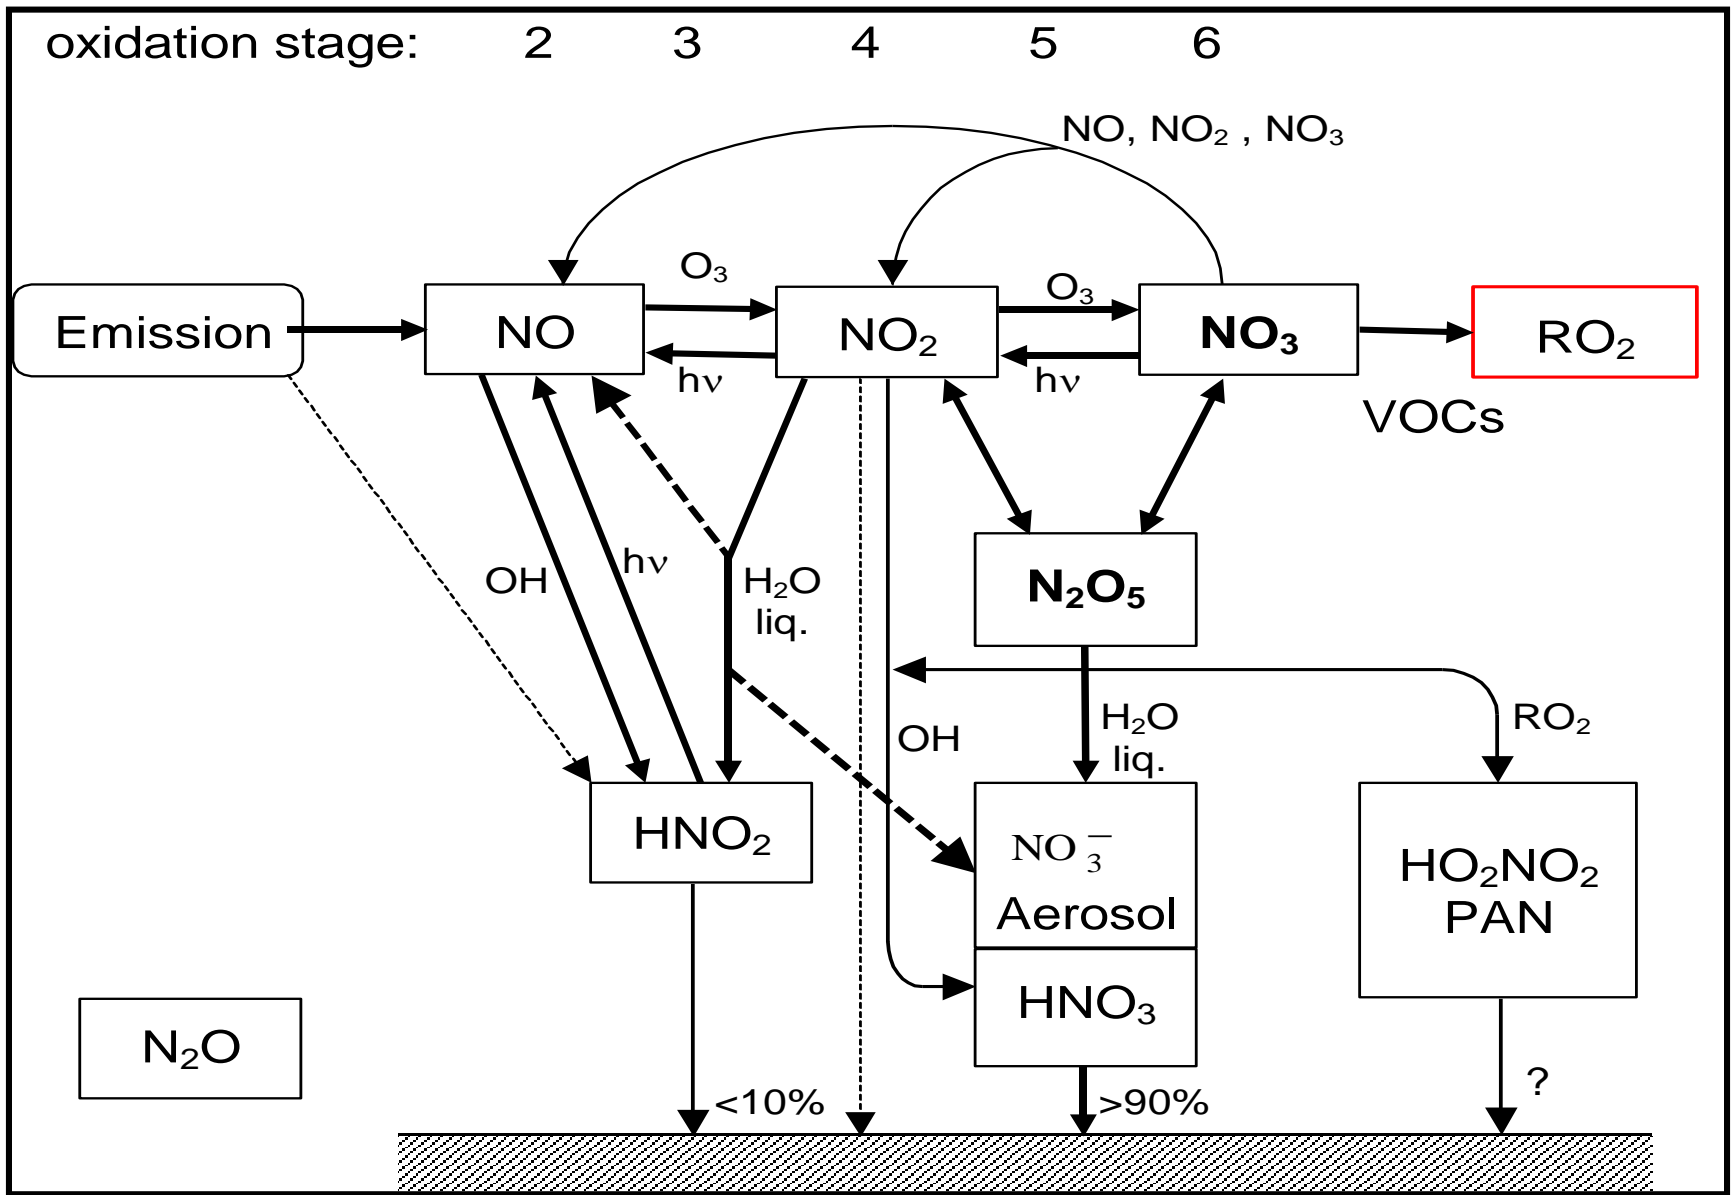 oxidation stage: 2 3 4 5 6
NO, NO₂ , NO₃
O₃
O₃
Emission
NO
NO₂
NO₃
RO₂
hν
hν
VOCs
OH
hν
H₂O
liq.
N₂O₅
OH
H₂O
liq.
RO₂
HNO₂
NO₃⁻
Aerosol
HO₂NO₂
PAN
HNO₃
N₂O
<10%
>90%
?